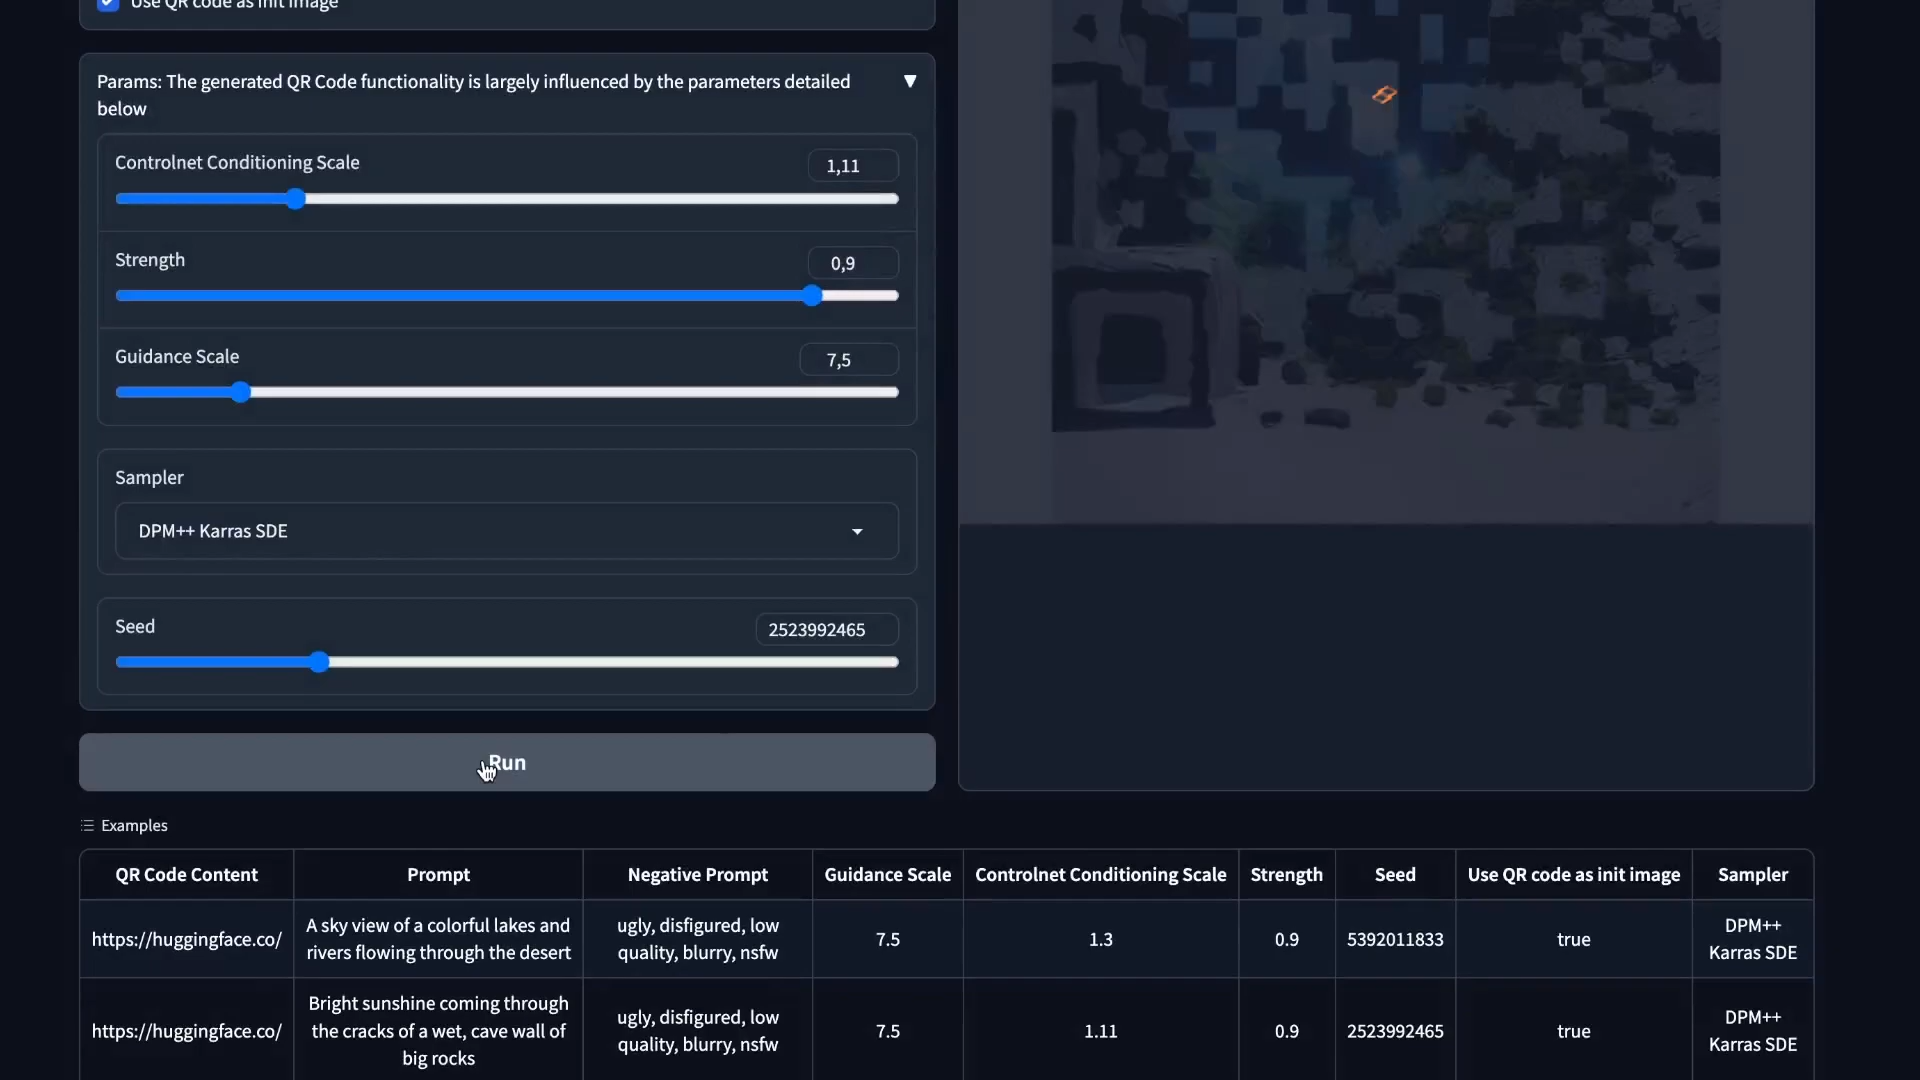 Use QR code as init image
Params: The generated QR Code functionality is largely influenced by the parameters detailed
below
▼
Controlnet Conditioning Scale
1,11
Strength
0,9
Guidance Scale
7,5
Sampler
DPM++ Karras SDE
Seed
2523992465
Run
Examples
QR Code Content Prompt Negative Prompt Guidance Scale Controlnet Conditioning Scale Strength Seed Use QR code as init image Sampler
https://huggingface.co/
A sky view of a colorful lakes and
rivers flowing through the desert
ugly, disfigured, low
quality, blurry, nsfw
7.5
1.3
0.9
5392011833
true
DPM++
Karras SDE
https://huggingface.co/
Bright sunshine coming through
the cracks of a wet, cave wall of
big rocks
ugly, disfigured, low
quality, blurry, nsfw
7.5
1.11
0.9
2523992465
true
DPM++
Karras SDE